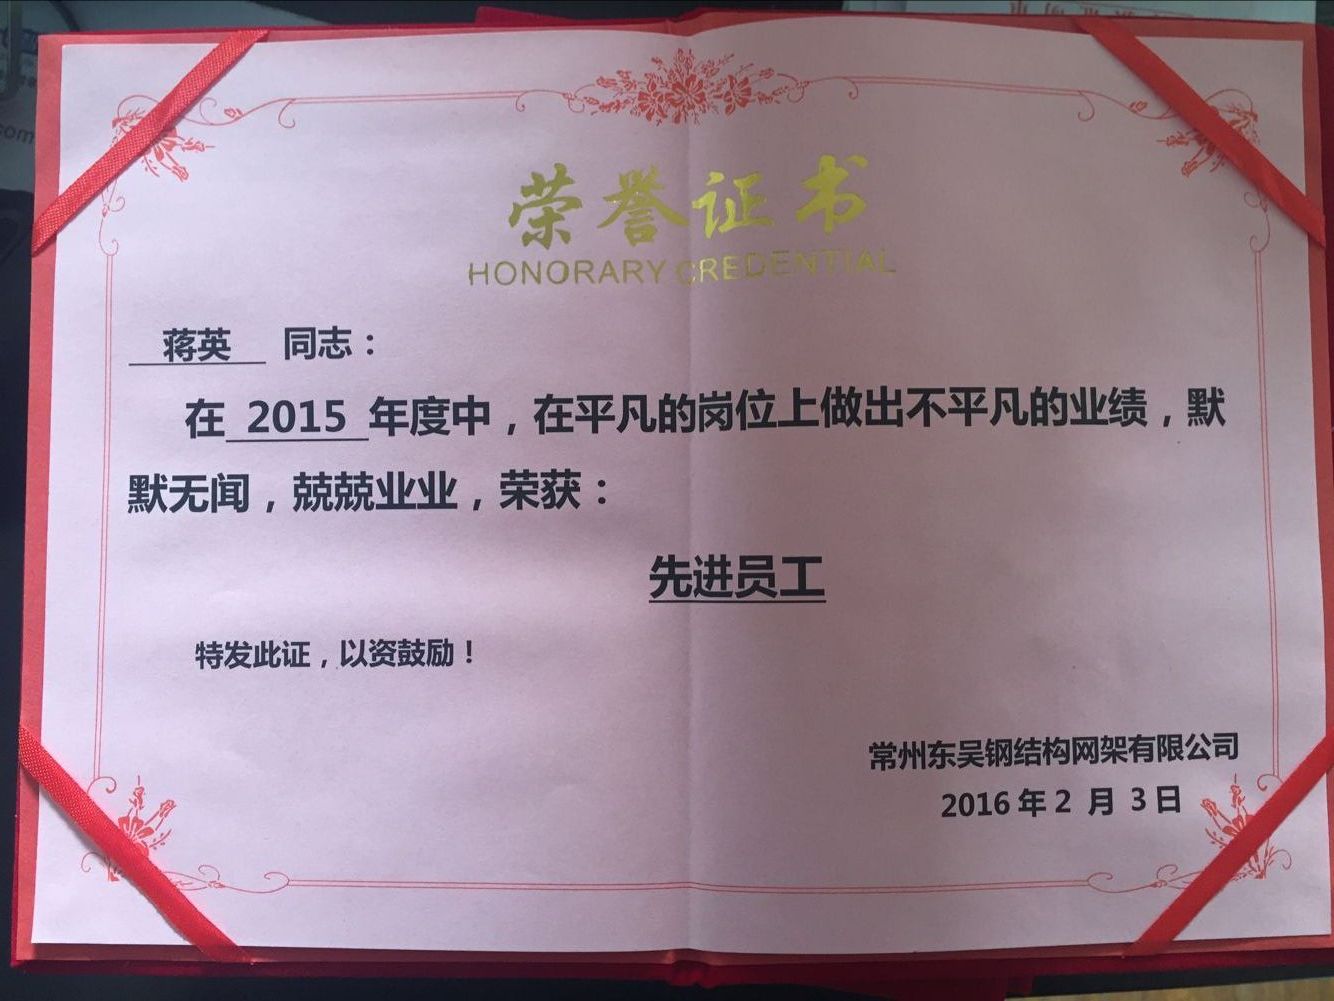 荣誉证书
HONORARY CREDENTIAL
蒋英 同志：
在 2015 年度中，在平凡的岗位上做出不平凡的业绩，默
默无闻，兢兢业业，荣获：
先进员工
特发此证，以资鼓励！
常州东吴钢结构网架有限公司
2016 年 2 月 3 日
com